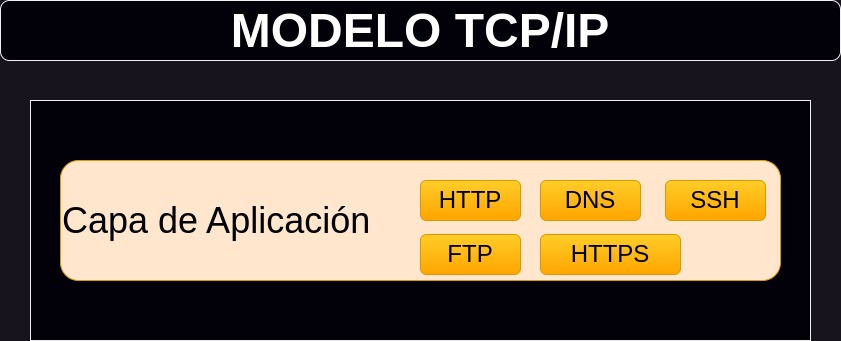 MODELO TCP/IP
Capa de Aplicación
HTTP DNS SSH
FTP HTTPS